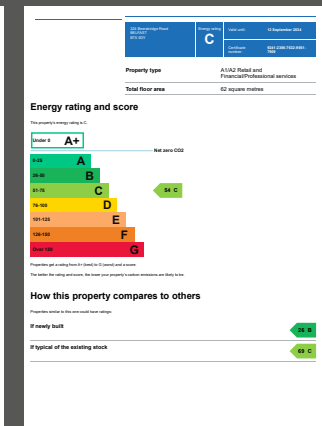 BELFAST
Energy rating
C
Valid until
Certificate number
Property type
A1/A2 Retail and
Financial/Professional services
Total floor area
62 square metres
Energy rating and score
This property's energy rating is C.
Under 0 A+
Net zero CO2
0-25 A
26-50 B
51-75 C
54 C
76-100 D
101-125 E
126-150 F
Over 150 G
Properties get a rating from A+ (best) to G (worst) and a score.
The better the rating and score, the lower your property's carbon emissions are likely to be.
How this property compares to others
Properties similar to this one could have ratings:
If newly built
26 B
If typical of the existing stock
69 C